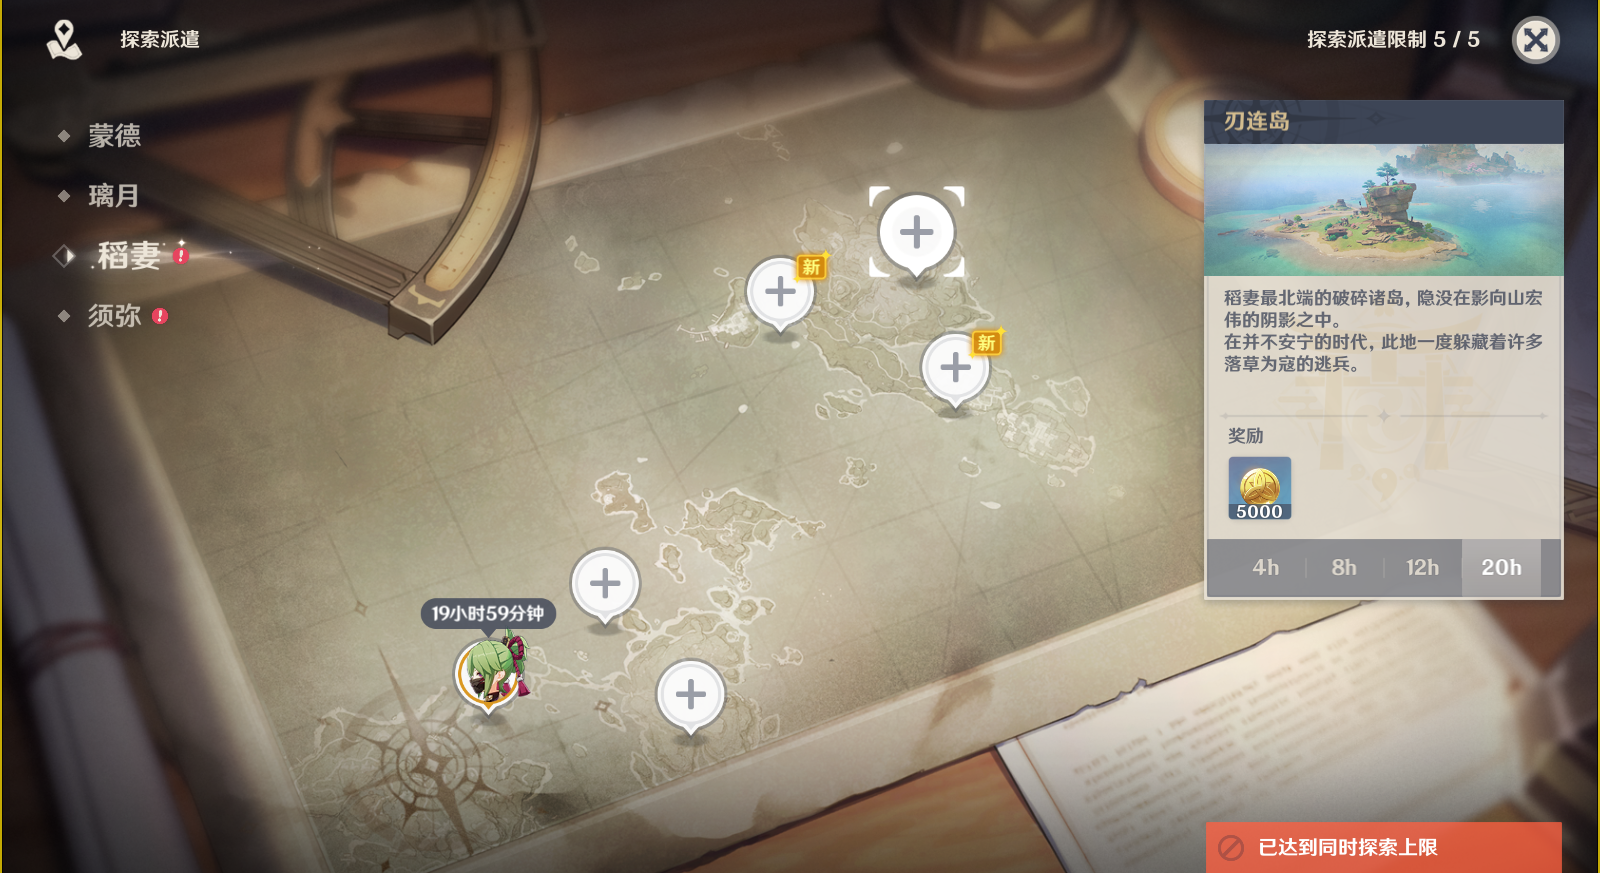 探索派遣
探索派遣限制 5 / 5
蒙德
璃月
稻妻
须弥
新
新
19小时59分钟
刃连岛
稻妻最北端的破碎诸岛，隐没在影向山宏
伟的阴影之中。
在并不安宁的时代，此地一度躲藏着许多
落草为寇的逃兵。
奖励
5000
4h 8h 12h 20h
已达到同时探索上限